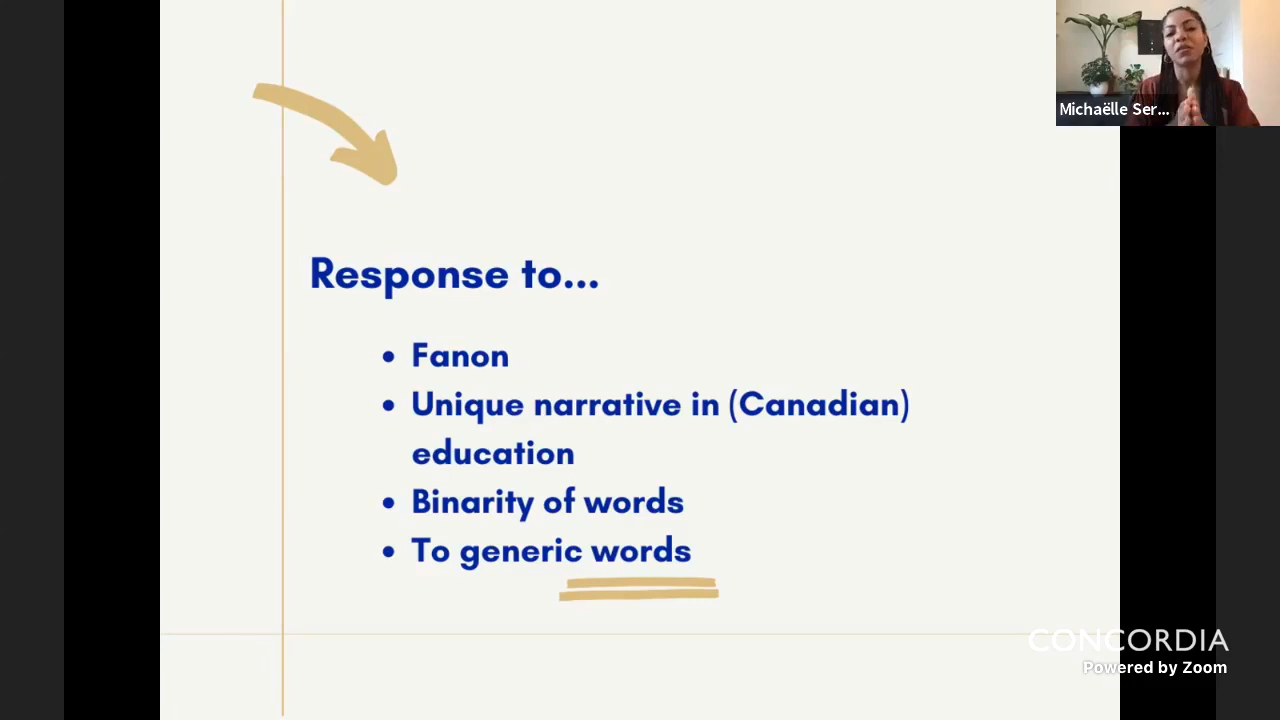 Michaëlle Ser...
Response to...
• Fanon
• Unique narrative in (Canadian)
education
• Binarity of words
• To generic words
CONCORDIA
Powered by Zoom